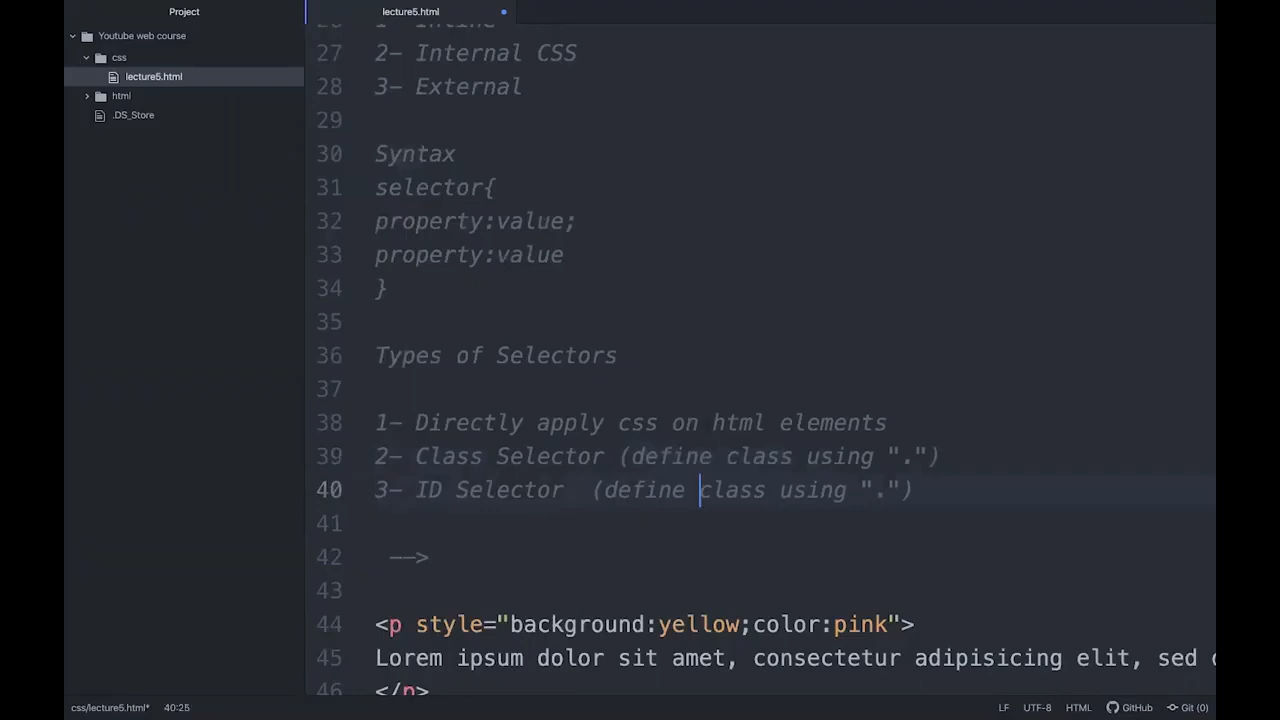 Project
lecture5.html
Youtube web course
css
lecture5.html
html
.DS_Store
26 1- Inline
27 2- Internal CSS
28 3- External
29
30 Syntax
31 selector{
32 property:value;
33 property:value
34 }
35
36 Types of Selectors
37
38 1- Directly apply css on html elements
39 2- Class Selector (define class using ".")
40 3- ID Selector  (define class using ".")
41
42 -->
43
44 <p style="background:yellow;color:pink">
45 Lorem ipsum dolor sit amet, consectetur adipisicing elit, sed
46 </p>
css/lecture5.html* 40:25 LF UTF-8 HTML GitHub Git (0)